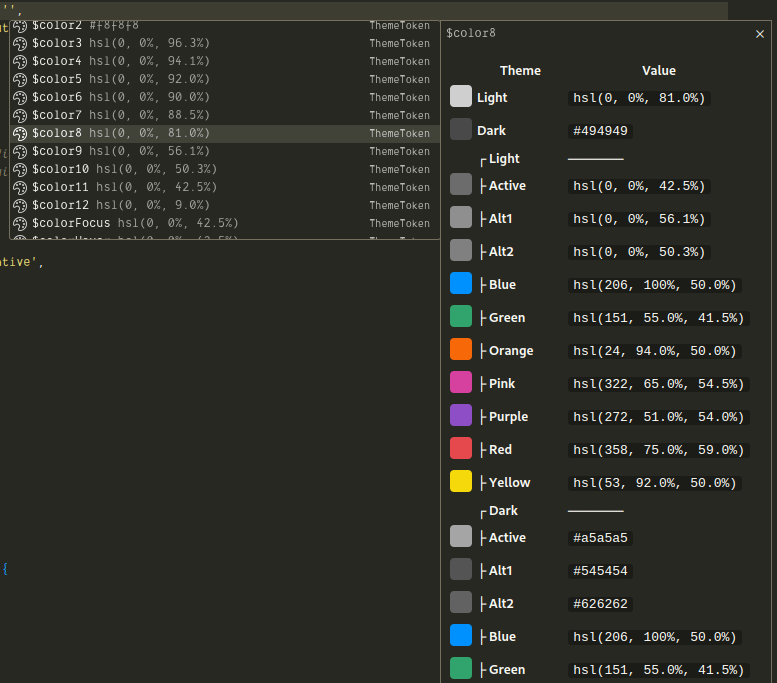 '',
$color2 #f8f8f8 ThemeToken
$color3 hsl(0, 0%, 96.3%) ThemeToken
$color4 hsl(0, 0%, 94.1%) ThemeToken
$color5 hsl(0, 0%, 92.0%) ThemeToken
$color6 hsl(0, 0%, 90.0%) ThemeToken
$color7 hsl(0, 0%, 88.5%) ThemeToken
$color8 hsl(0, 0%, 81.0%) ThemeToken
$color9 hsl(0, 0%, 56.1%) ThemeToken
$color10 hsl(0, 0%, 50.3%) ThemeToken
$color11 hsl(0, 0%, 42.5%) ThemeToken
$color12 hsl(0, 0%, 9.0%) ThemeToken
$colorFocus hsl(0, 0%, 42.5%) ThemeToken
ative',
{
$color8
Theme Value
Light hsl(0, 0%, 81.0%)
Dark #494949
┌ Light ────────
├ Active hsl(0, 0%, 42.5%)
├ Alt1 hsl(0, 0%, 56.1%)
├ Alt2 hsl(0, 0%, 50.3%)
├ Blue hsl(206, 100%, 50.0%)
├ Green hsl(151, 55.0%, 41.5%)
├ Orange hsl(24, 94.0%, 50.0%)
├ Pink hsl(322, 65.0%, 54.5%)
├ Purple hsl(272, 51.0%, 54.0%)
├ Red hsl(358, 75.0%, 59.0%)
├ Yellow hsl(53, 92.0%, 50.0%)
┌ Dark ────────
├ Active #a5a5a5
├ Alt1 #545454
├ Alt2 #626262
├ Blue hsl(206, 100%, 50.0%)
├ Green hsl(151, 55.0%, 41.5%)